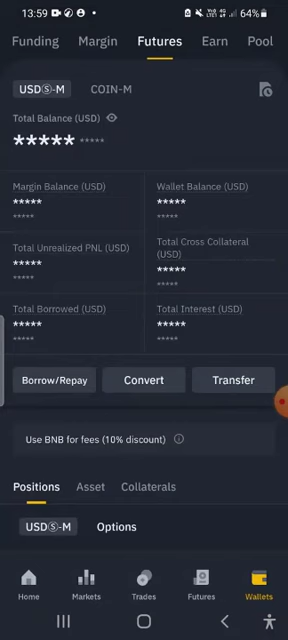 13:59 64%
Funding Margin Futures Earn Pool
USDⓈ-M COIN-M
Total Balance (USD)
***** *****
Margin Balance (USD) Wallet Balance (USD)
***** *****
***** *****
Total Unrealized PNL (USD) Total Cross Collateral
(USD)
***** *****
***** *****
Total Borrowed (USD) Total Interest (USD)
***** *****
***** *****
Borrow/Repay Convert Transfer
Use BNB for fees (10% discount)
Positions Asset Collaterals
USDⓈ-M Options
Home Markets Trades Futures Wallets